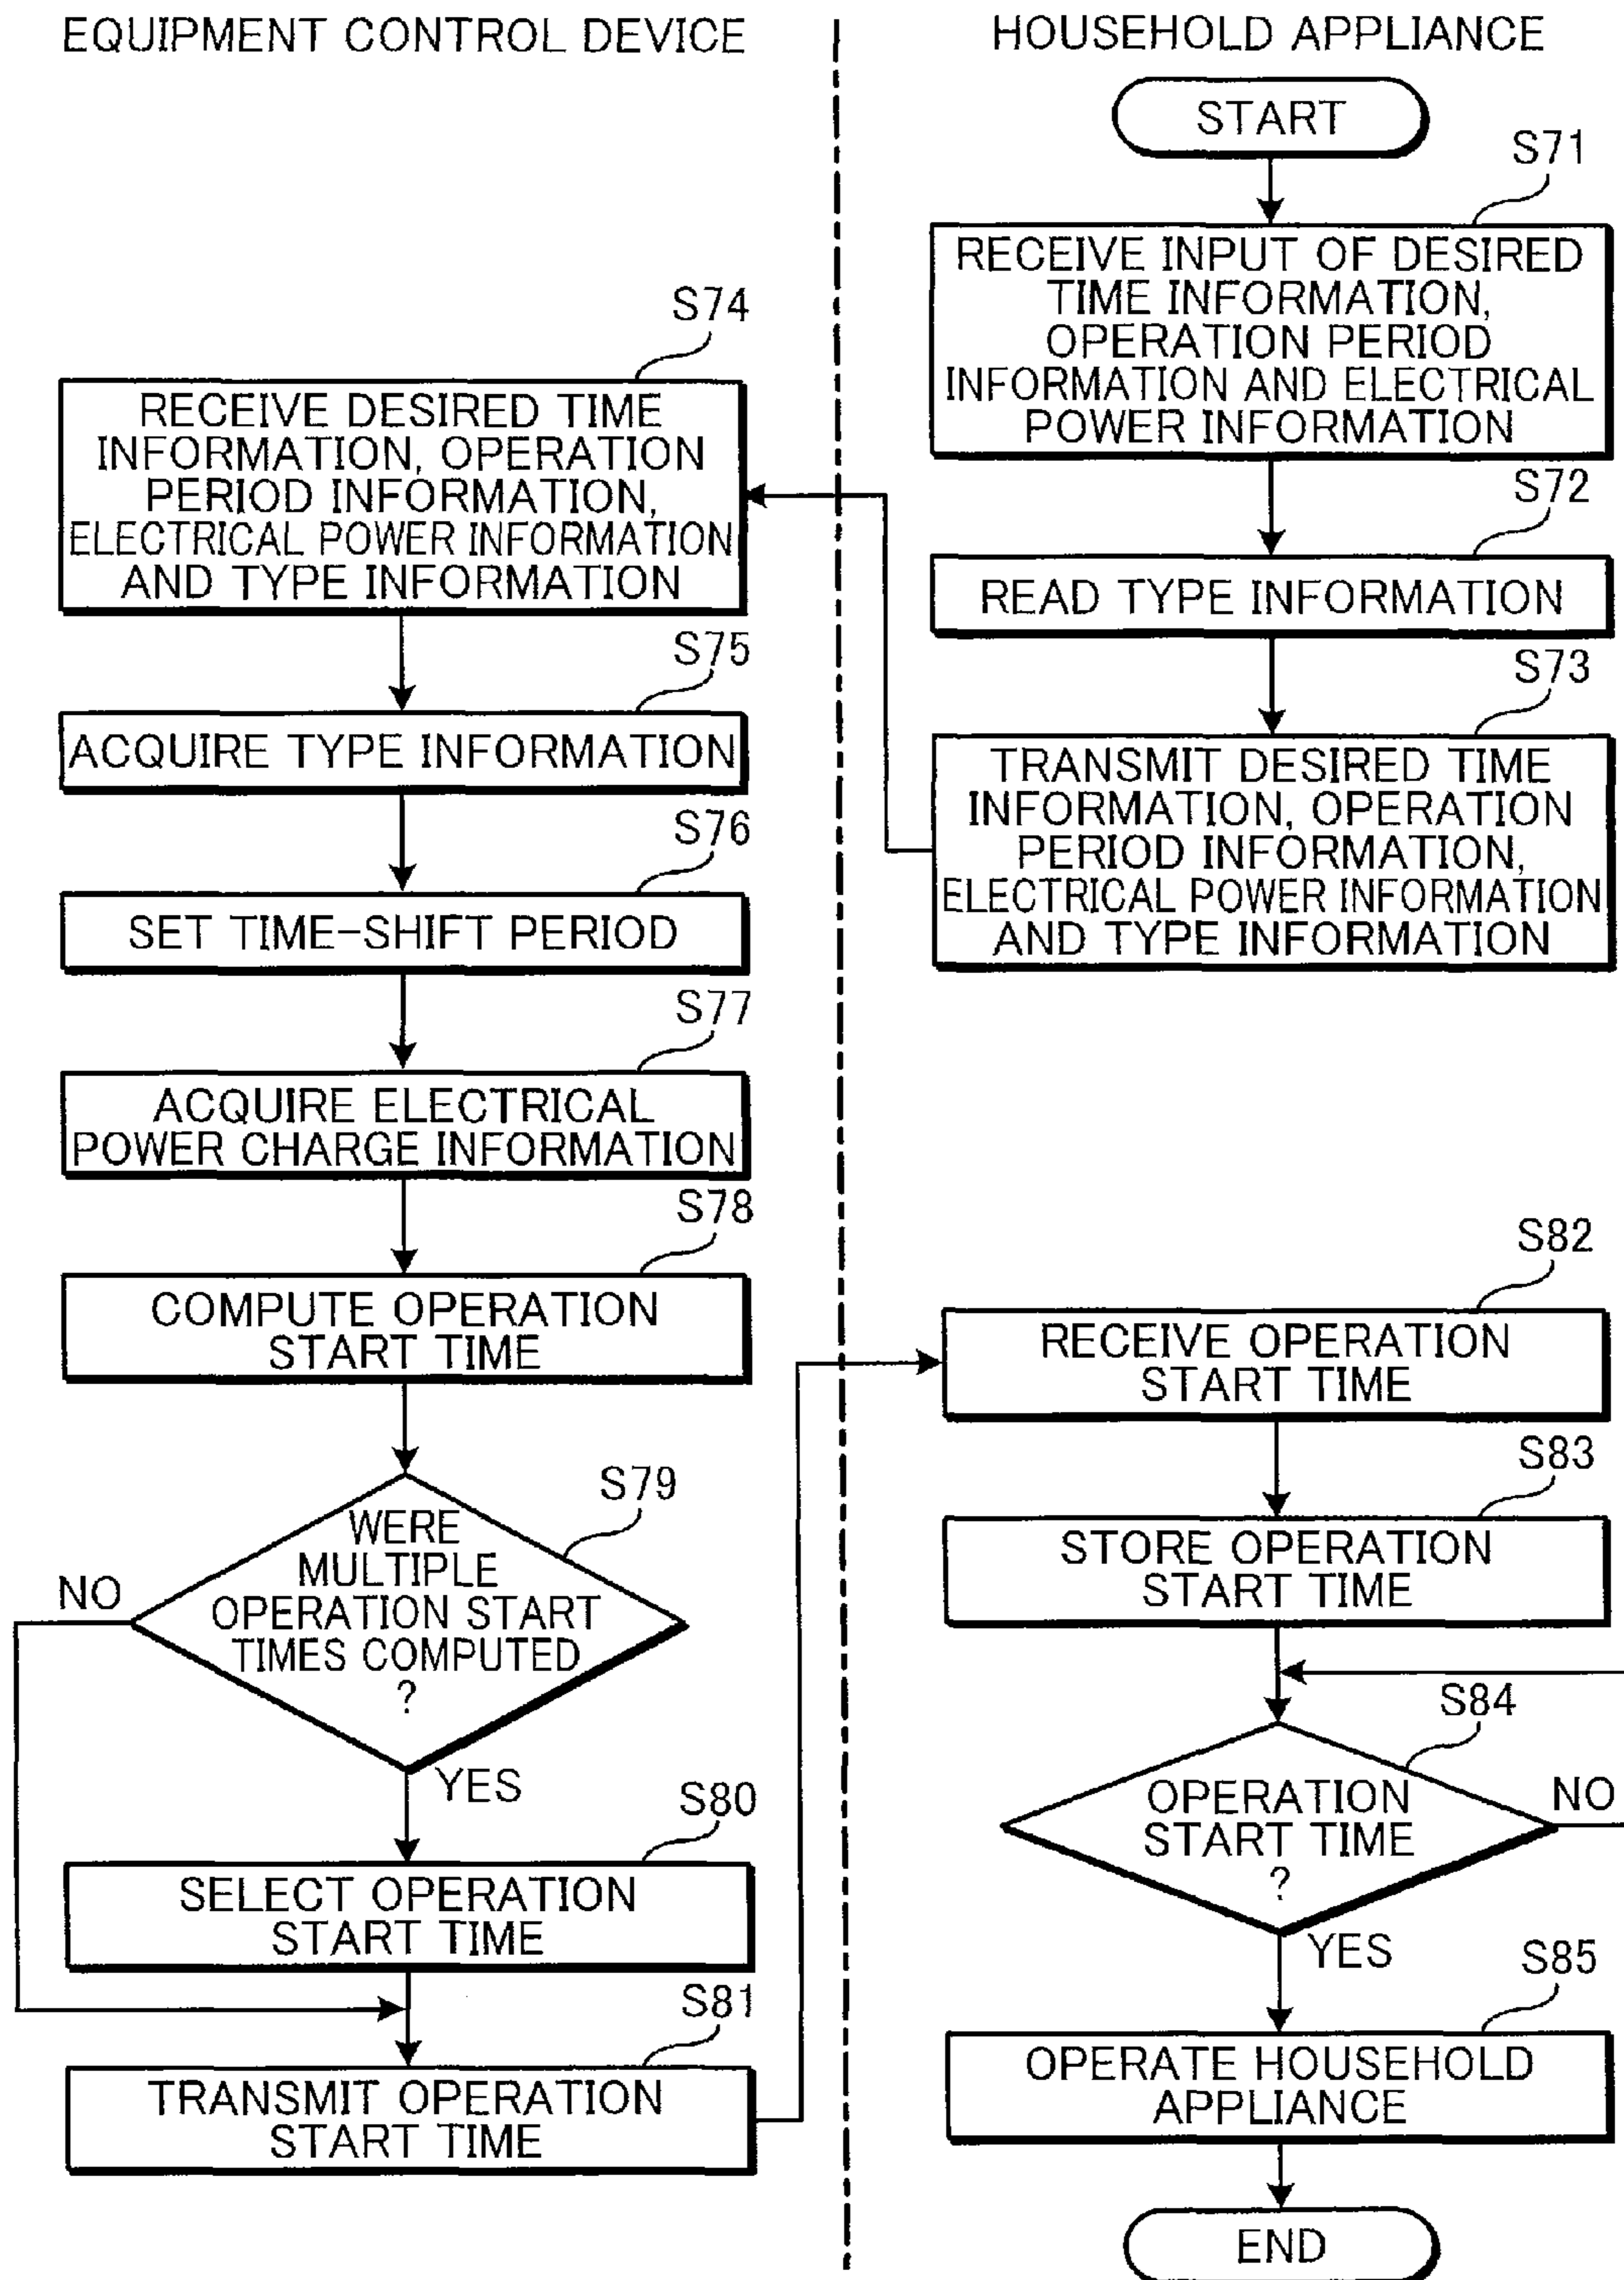 EQUIPMENT CONTROL DEVICE
HOUSEHOLD APPLIANCE
START
S71
RECEIVE INPUT OF DESIRED
TIME INFORMATION,
OPERATION PERIOD
INFORMATION AND ELECTRICAL
POWER INFORMATION
S72
READ TYPE INFORMATION
S73
TRANSMIT DESIRED TIME
INFORMATION, OPERATION
PERIOD INFORMATION,
ELECTRICAL POWER INFORMATION
AND TYPE INFORMATION
S74
RECEIVE DESIRED TIME
INFORMATION, OPERATION
PERIOD INFORMATION,
ELECTRICAL POWER INFORMATION
AND TYPE INFORMATION
S75
ACQUIRE TYPE INFORMATION
S76
SET TIME-SHIFT PERIOD
S77
ACQUIRE ELECTRICAL
POWER CHARGE INFORMATION
S78
COMPUTE OPERATION
START TIME
S79
WERE
MULTIPLE
OPERATION START
TIMES COMPUTED
?
NO
YES
S80
SELECT OPERATION
START TIME
S81
TRANSMIT OPERATION
START TIME
S82
RECEIVE OPERATION
START TIME
S83
STORE OPERATION
START TIME
S84
OPERATION
START TIME
?
NO
YES
S85
OPERATE HOUSEHOLD
APPLIANCE
END